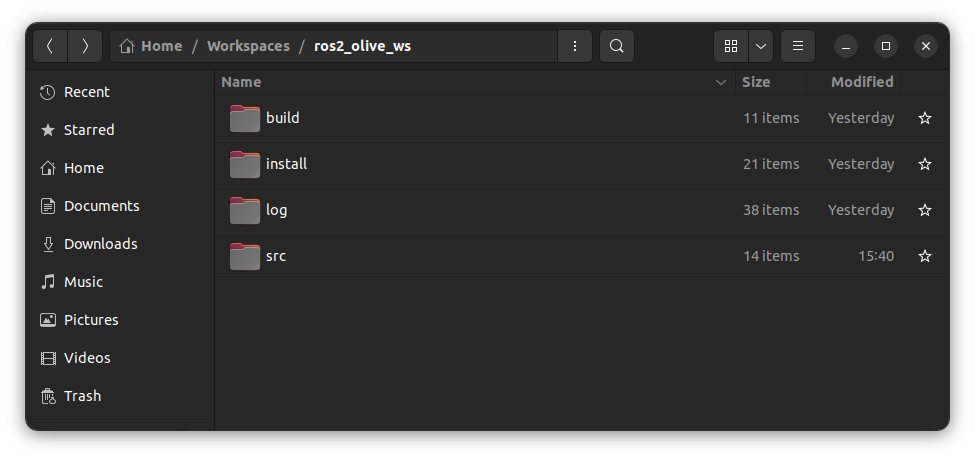 Home / Workspaces / ros2_olive_ws
Name Size Modified
Recent
Starred
Home
Documents
Downloads
Music
Pictures
Videos
Trash
build 11 items Yesterday
install 21 items Yesterday
log 38 items Yesterday
src 14 items 15:40